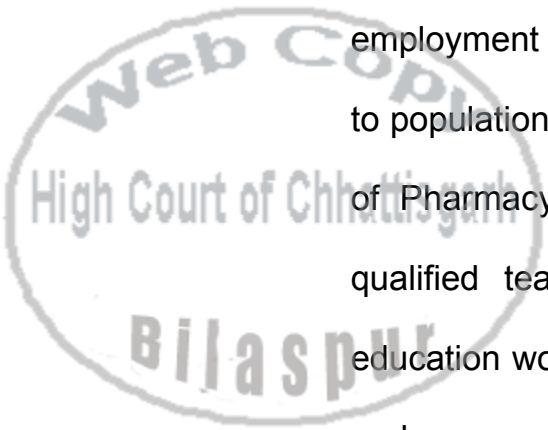 employment
to population
of Pharmacy
qualified tea
education wo
Web Copy
High Court of Chhattisgarh
Bilaspur